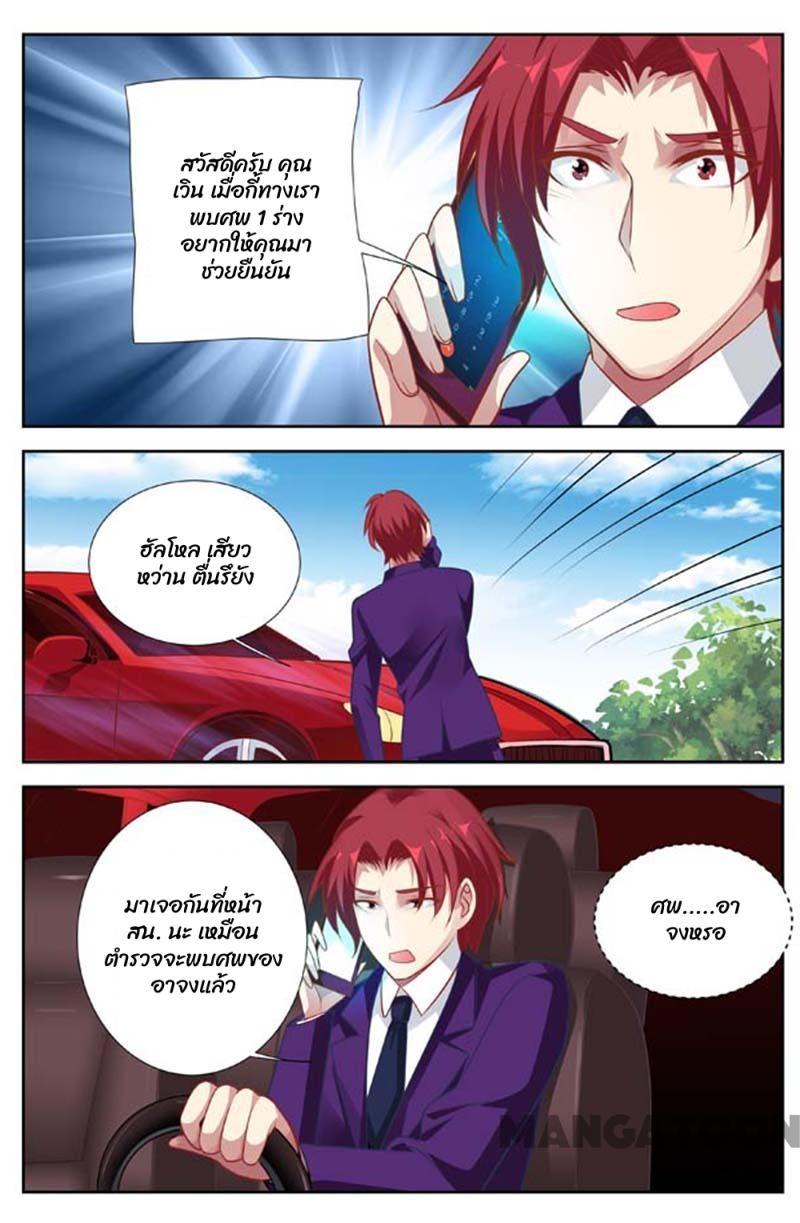 สวัสดีครับ คุณ
เวิน เมื่อกี้ทางเรา
พบศพ 1 ร่าง
อยากให้คุณมา
ช่วยยืนยัน
ฮัลโหล เสี่ยว
หว่าน ตื่นรึยัง
มาเจอกันที่หน้า
สน. นะ เหมือน
ตำรวจจะพบศพของ
อาจงแล้ว
ศพ.....อา
จงหรอ
MANGATOON